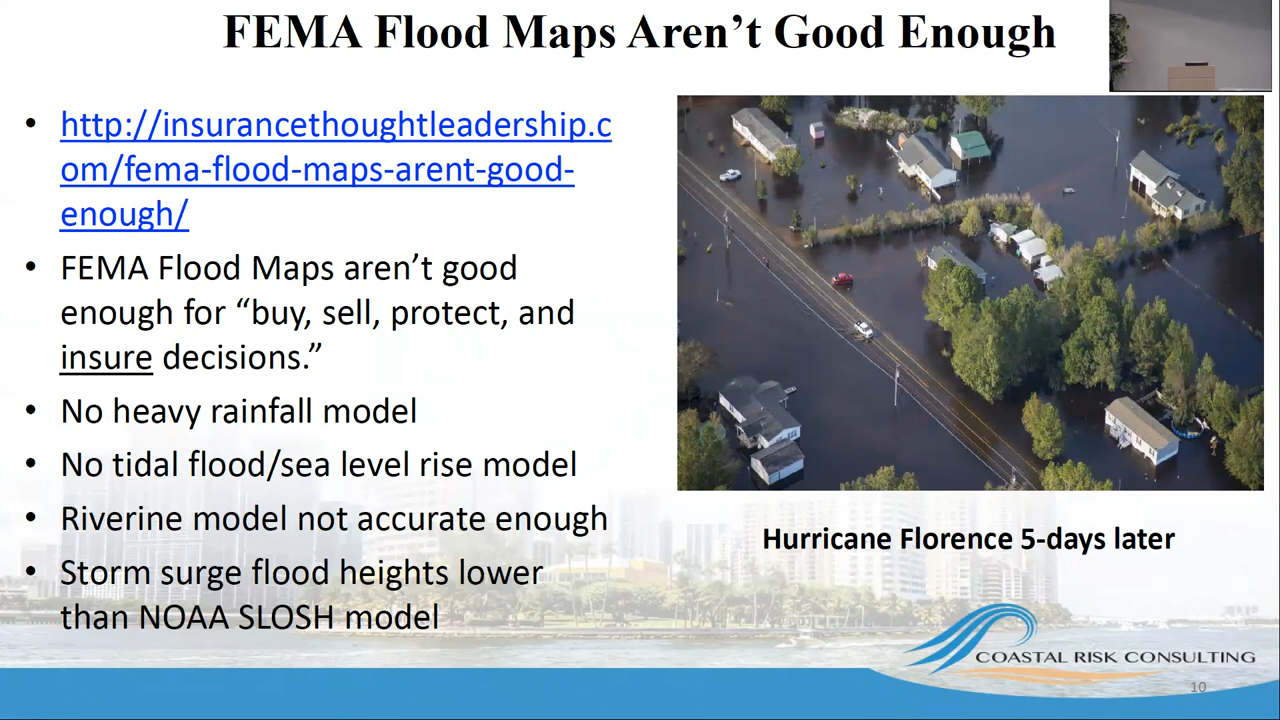 FEMA Flood Maps Aren’t Good Enough
• http://insurancethoughtleadership.c
om/fema-flood-maps-arent-good-
enough/
• FEMA Flood Maps aren’t good
enough for “buy, sell, protect, and
insure decisions.”
• No heavy rainfall model
• No tidal flood/sea level rise model
• Riverine model not accurate enough
• Storm surge flood heights lower
than NOAA SLOSH model
Hurricane Florence 5-days later
COASTAL RISK CONSULTING
10